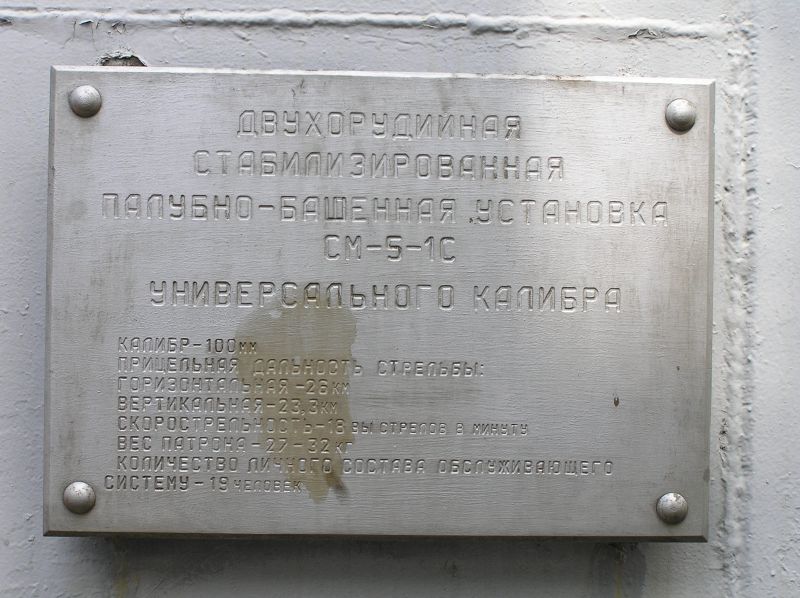 ДВУХОРУДИЙНАЯ
СТАБИЛИЗИРОВАННАЯ
ПАЛУБНО-БАШЕННАЯ УСТАНОВКА
СМ-5-1С
УНИВЕРСАЛЬНОГО КАЛИБРА
КАЛИБР-100мм
ПРИЦЕЛЬНАЯ ДАЛЬНОСТЬ СТРЕЛЬБЫ:
ГОРИЗОНТАЛЬНАЯ-26км
ВЕРТИКАЛЬНАЯ-23,3км
СКОРОСТРЕЛЬНОСТЬ-18 ВЫСТРЕЛОВ В МИНУТУ
ВЕС ПАТРОНА-27-32кг
КОЛИЧЕСТВО ЛИЧНОГО СОСТАВА ОБСЛУЖИВАЮЩЕГО
СИСТЕМУ-19 ЧЕЛОВЕК